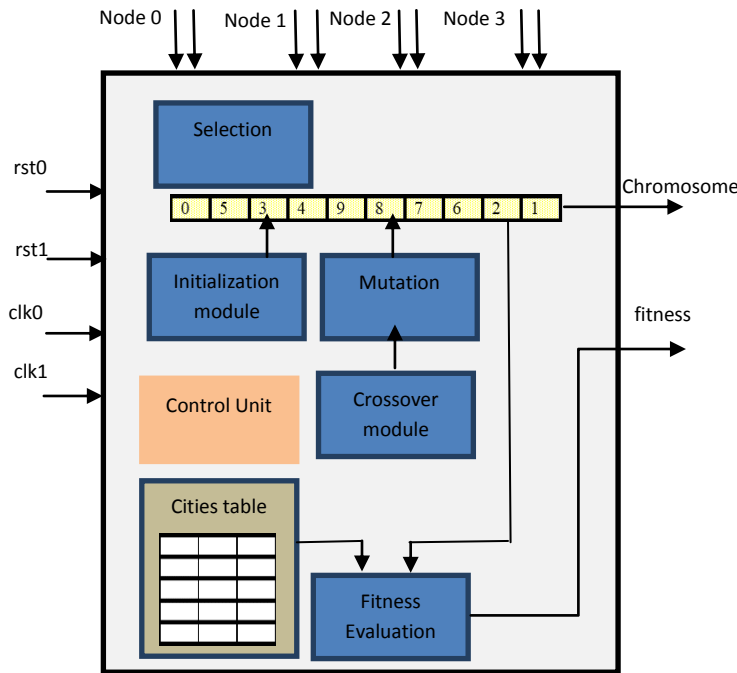 Node 0
Node 1
Node 2
Node 3
Selection
rst0
0 5 3 4 9 8 7 6 2 1
Chromosome
rst1
Initialization
module
Mutation
clk0
fitness
clk1
Control Unit
Crossover
module
Cities table
Fitness
Evaluation